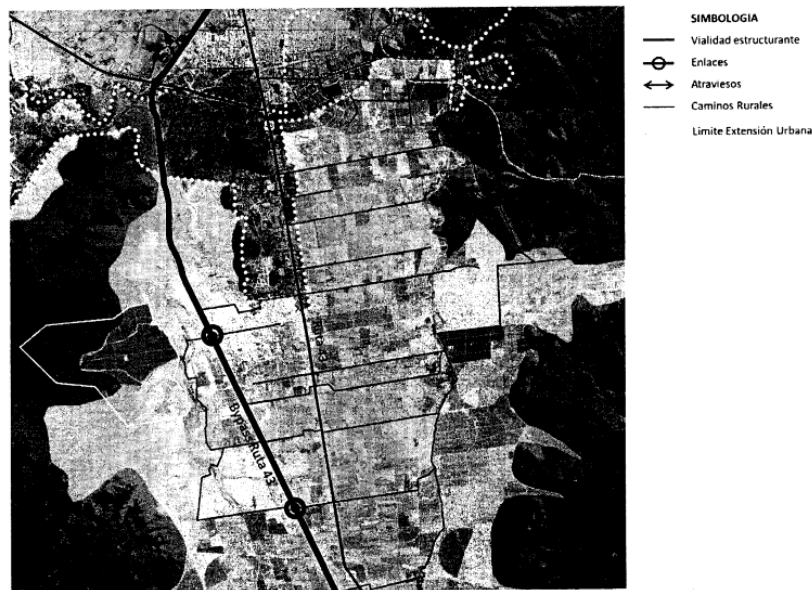 SIMBOLOGIA
Vialidad estructurante
Enlaces
Atraviesos
Caminos Rurales
Limite Extensión Urbana
Bypass Ruta 43